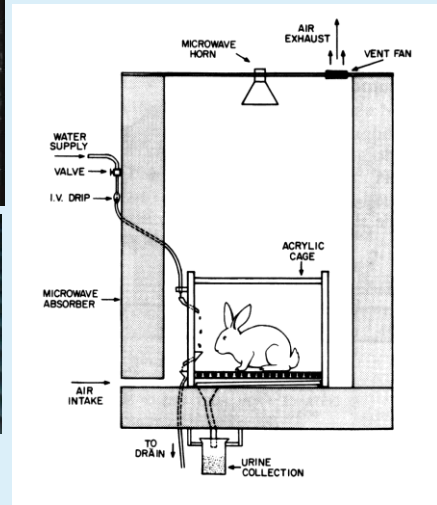 AIR
EXHAUST
MICROWAVE
HORN
VENT FAN
WATER
SUPPLY
VALVE
I.V. DRIP
ACRYLIC
CAGE
MICROWAVE
ABSORBER
AIR
INTAKE
TO
DRAIN
URINE
COLLECTION